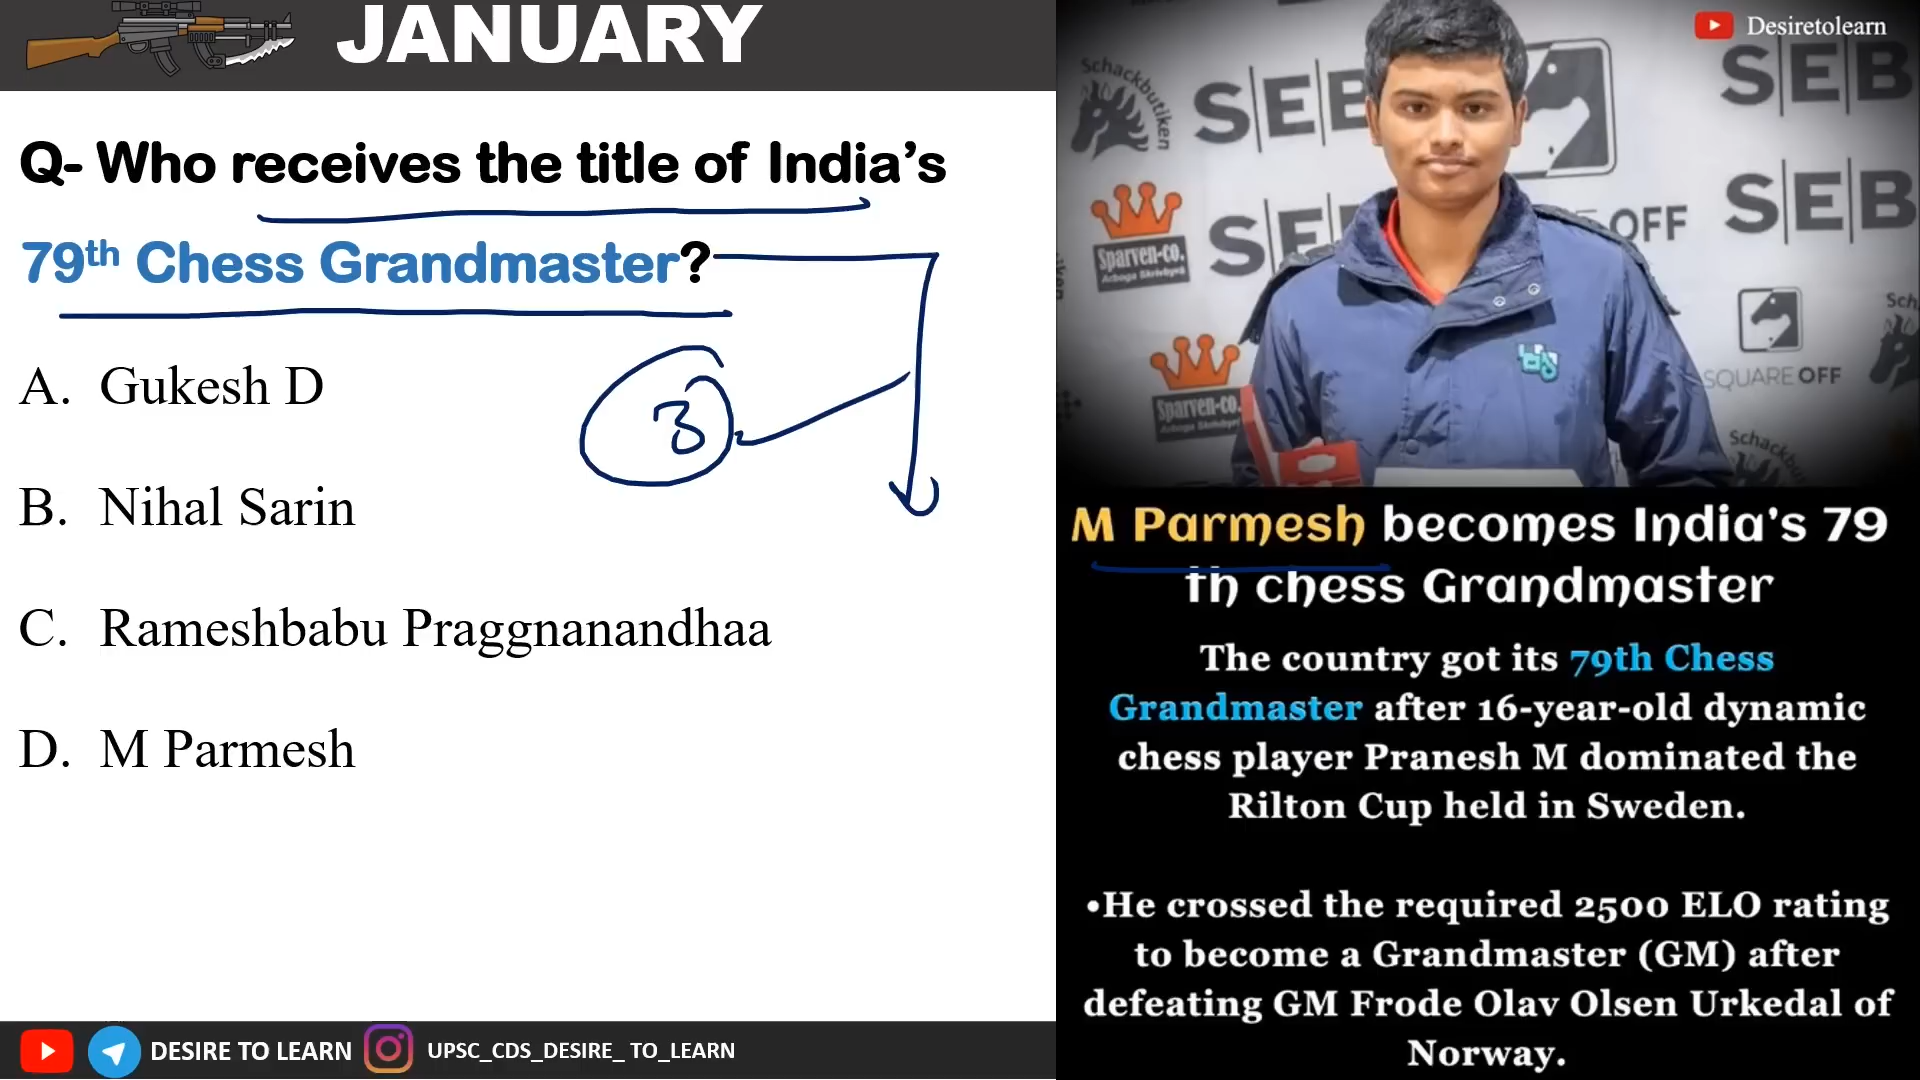 JANUARY
Q- Who receives the title of India’s
79th Chess Grandmaster?
3
A. Gukesh D
B. Nihal Sarin
C. Rameshbabu Praggnanandhaa
D. M Parmesh
DESIRE TO LEARN
UPSC_CDS_DESIRE_ TO_LEARN
Desiretolearn
Schackbutiken
S|E|B
S|E|B
S|E|B
Sparven-co.
OFF
SQUARE OFF
Sparven-co.
Schackbu
M Parmesh becomes India's 79
th chess Grandmaster
The country got its 79th Chess
Grandmaster after 16-year-old dynamic
chess player Pranesh M dominated the
Rilton Cup held in Sweden.
•He crossed the required 2500 ELO rating
to become a Grandmaster (GM) after
defeating GM Frode Olav Olsen Urkedal of
Norway.